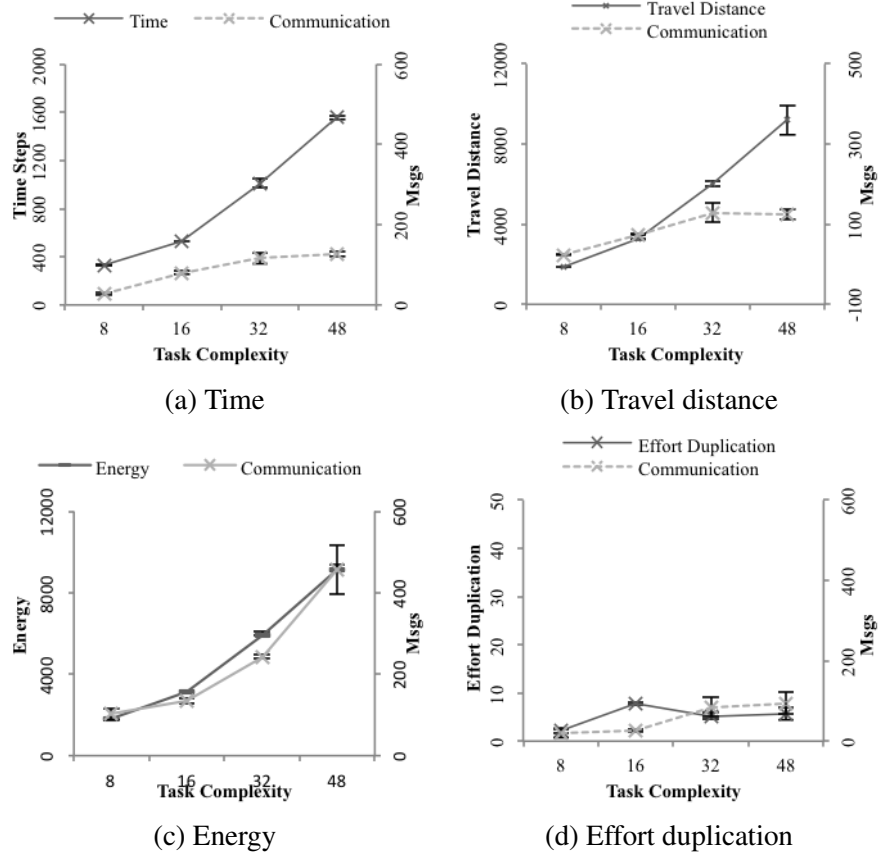 Time Communication
Time Steps
2000
1600
1200
800
400
0
600
400
200
0
Msgs
8 16 32 48
Task Complexity
(a) Time
Travel Distance
Communication
Travel Distance
12000
8000
4000
0
500
300
100
-100
Msgs
8 16 32 48
Task Complexity
(b) Travel distance
Energy Communication
Energy
12000
8000
4000
0
600
400
200
0
Msgs
8 16 32 48
Task Complexity
(c) Energy
Effort Duplication
Communication
Effort Duplication
50
40
30
20
10
0
600
400
200
0
Msgs
8 16 32 48
Task Complexity
(d) Effort duplication